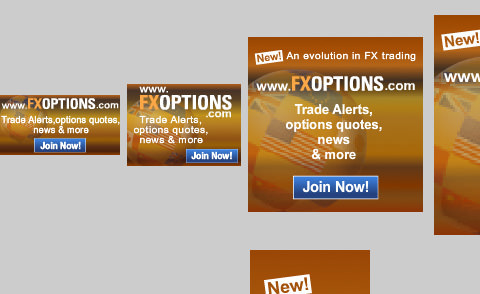 www.FXOPTIONS.com
Trade Alerts,options quotes,
news & more
Join Now!
www.
FXOPTIONS
.com
Trade Alerts,
options quotes,
news & more
Join Now!
New! An evolution in FX trading
www.FXOPTIONS.com
Trade Alerts,
options quotes,
news
& more
Join Now!
New!
www
New!